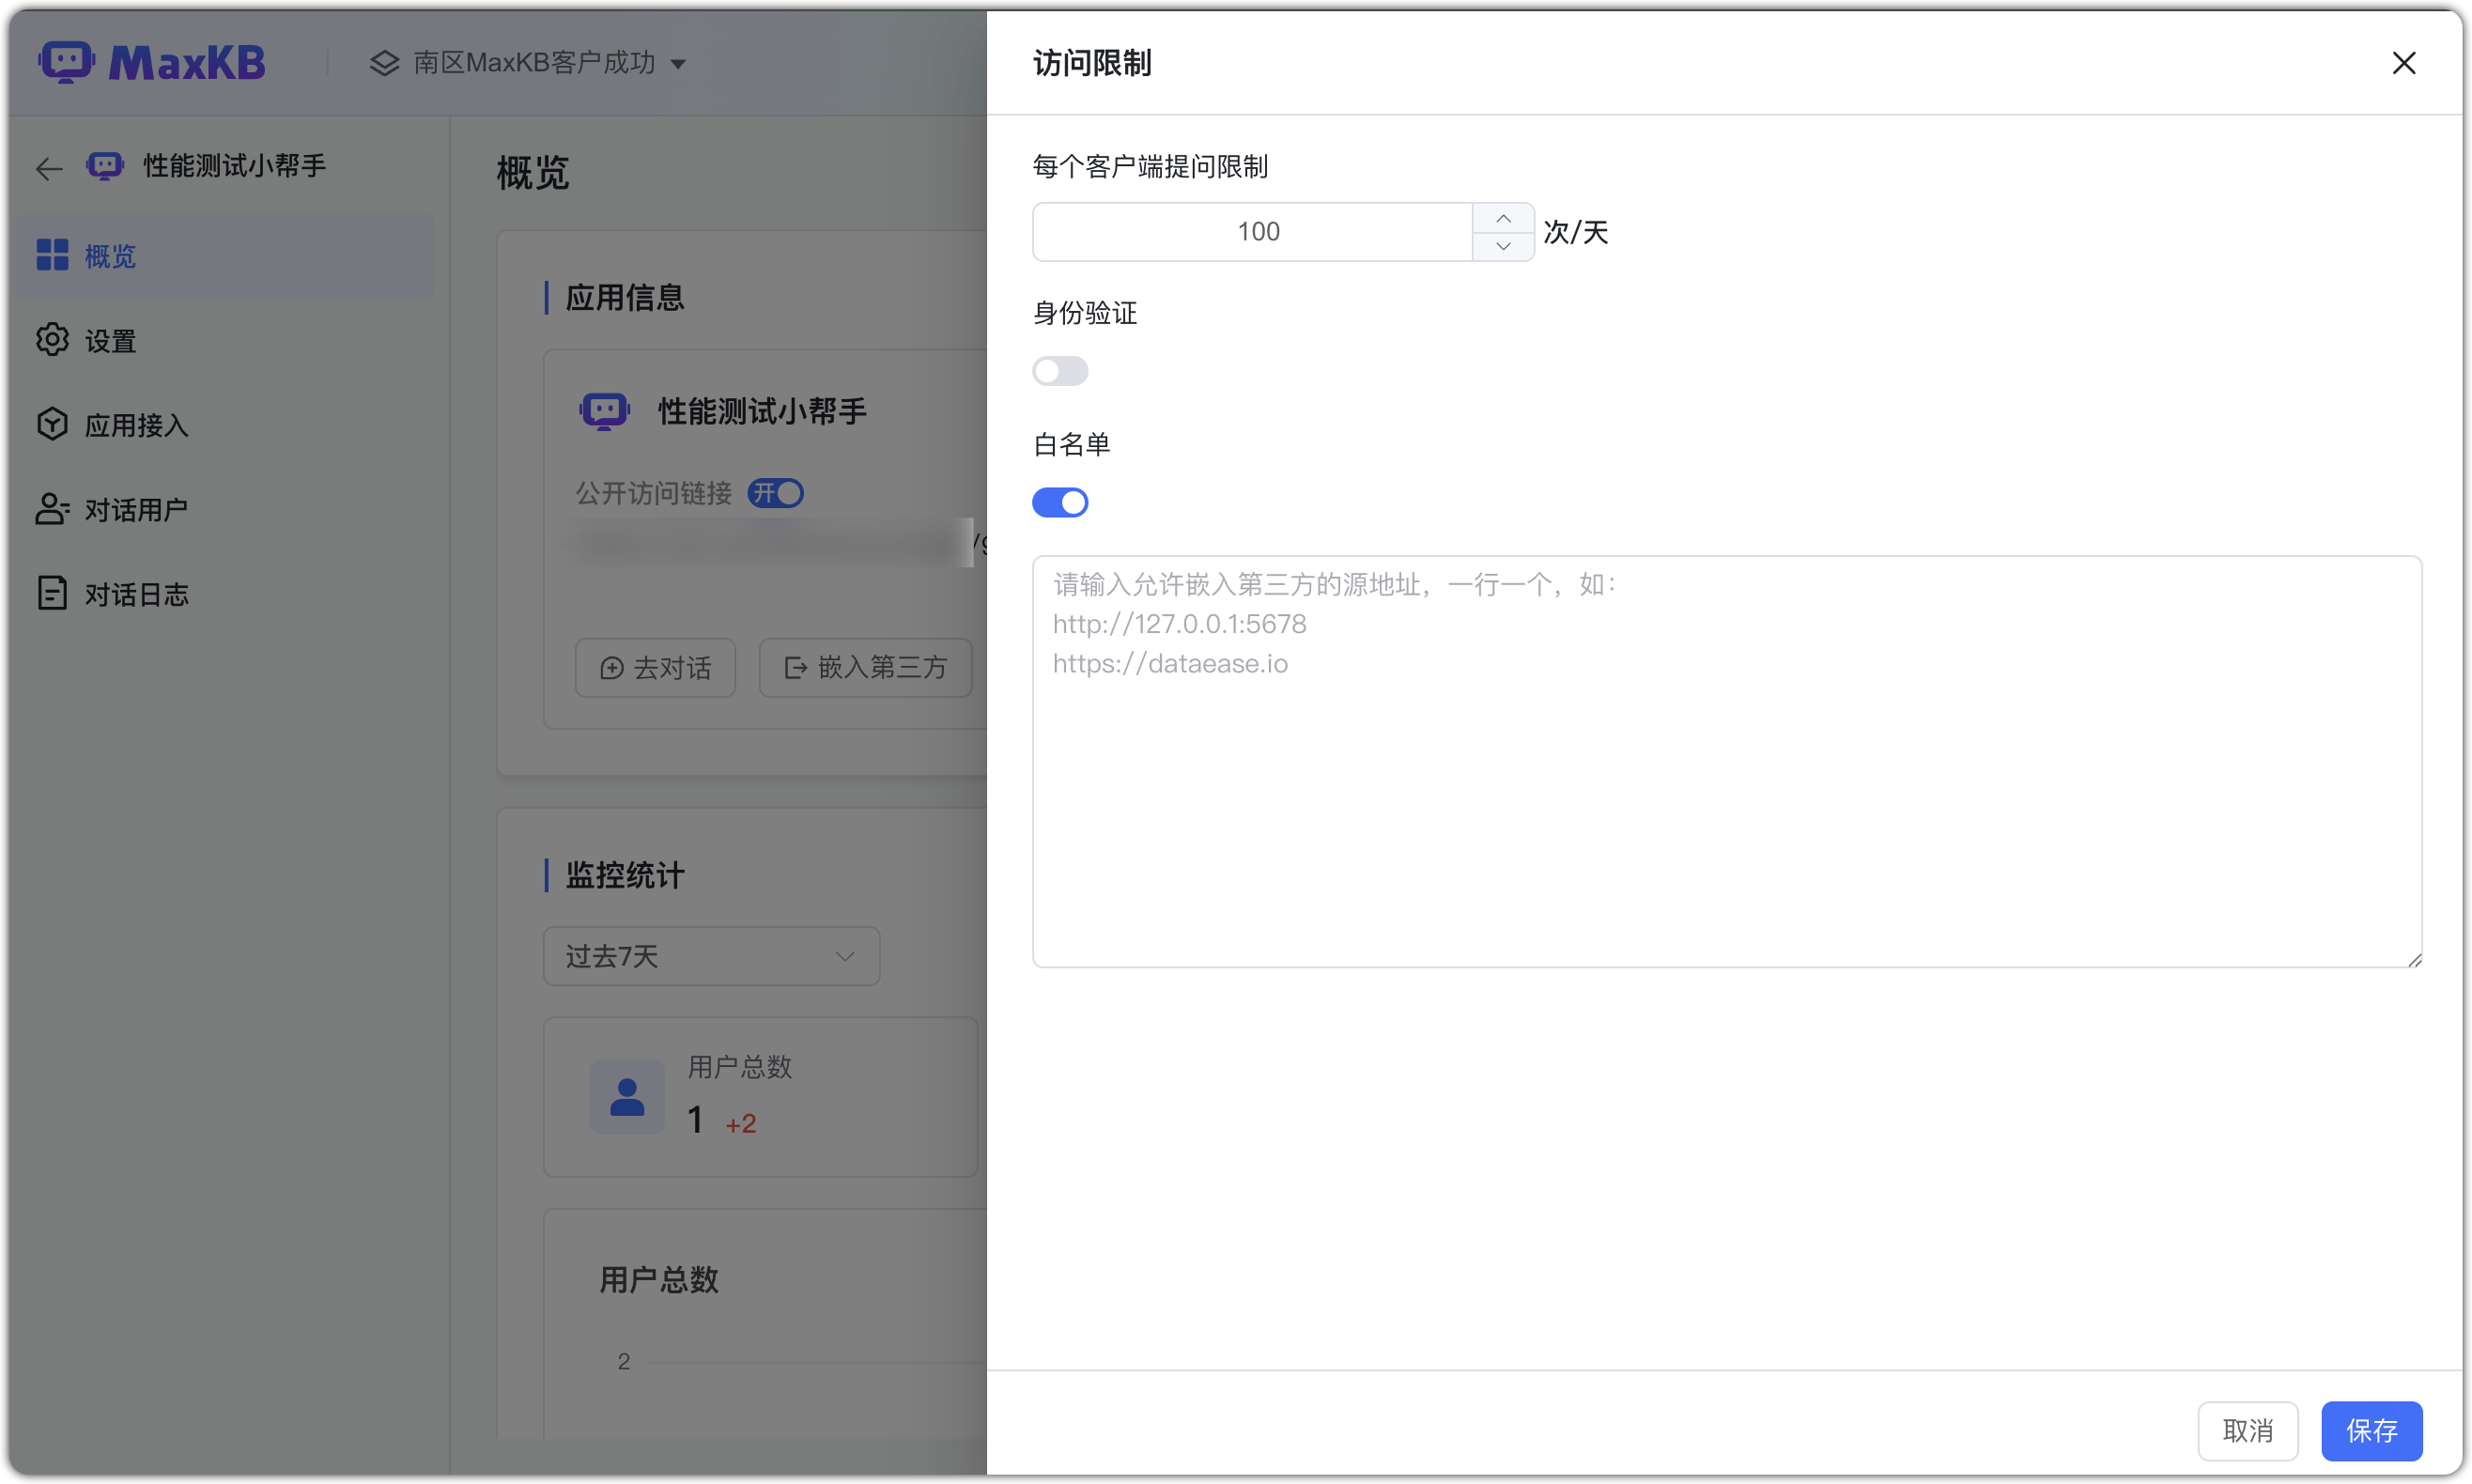 MaxKB
南区MaxKB客户成功
性能测试小帮手
概览
设置
应用接入
对话用户
对话日志
概览
应用信息
性能测试小帮手
公开访问链接 开
去对话
嵌入第三方
监控统计
过去7天
用户总数
1 +2
用户总数
2
访问限制
每个客户端提问限制
100 次/天
身份验证
白名单
请输入允许嵌入第三方的源地址，一行一个，如：
http://127.0.0.1:5678
https://dataease.io
取消
保存